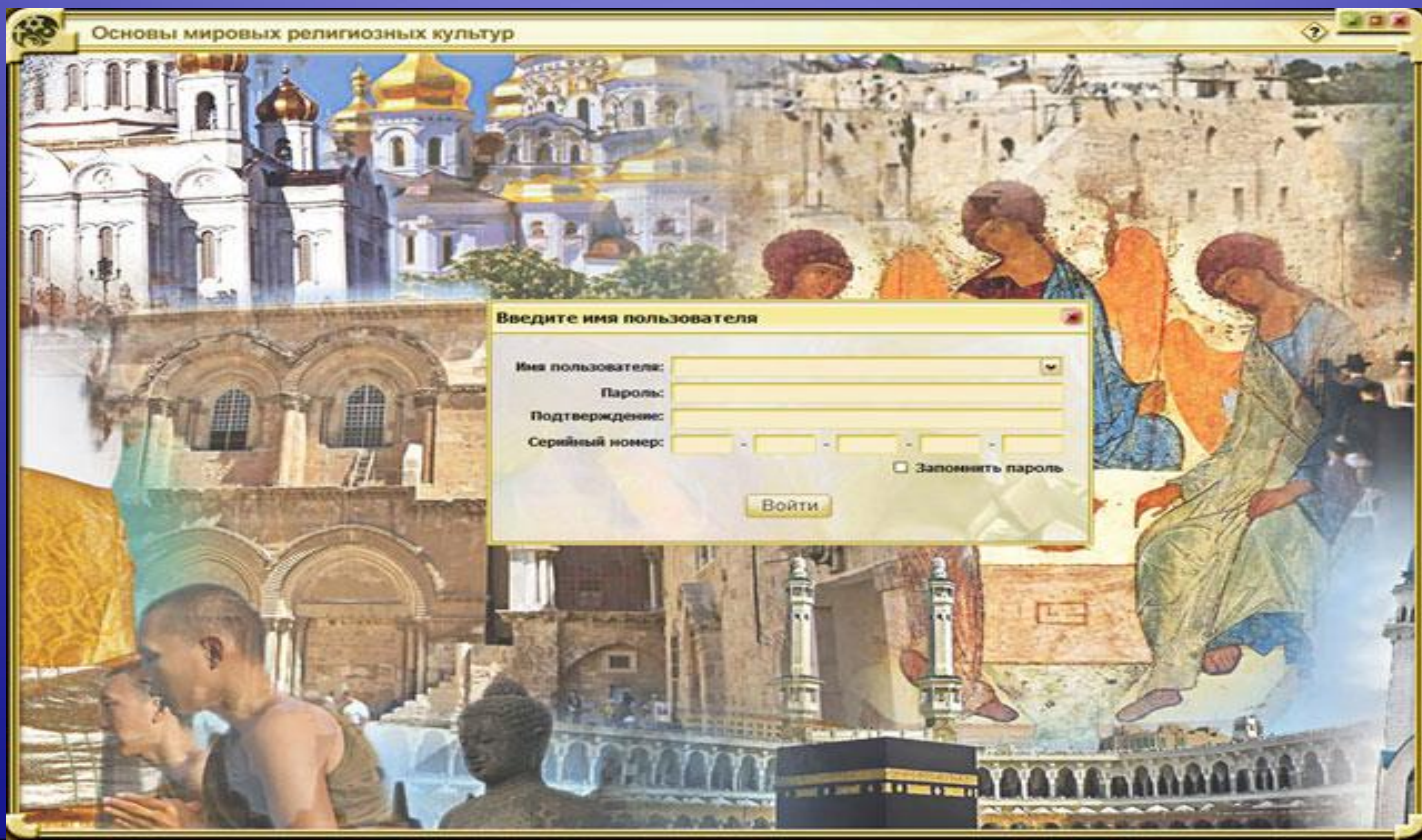 Основы мировых религиозных культур
?
Введите имя пользователя
Имя пользователя:
Пароль:
Подтверждение:
Серийный номер: - - - -
Запомнить пароль
Войти